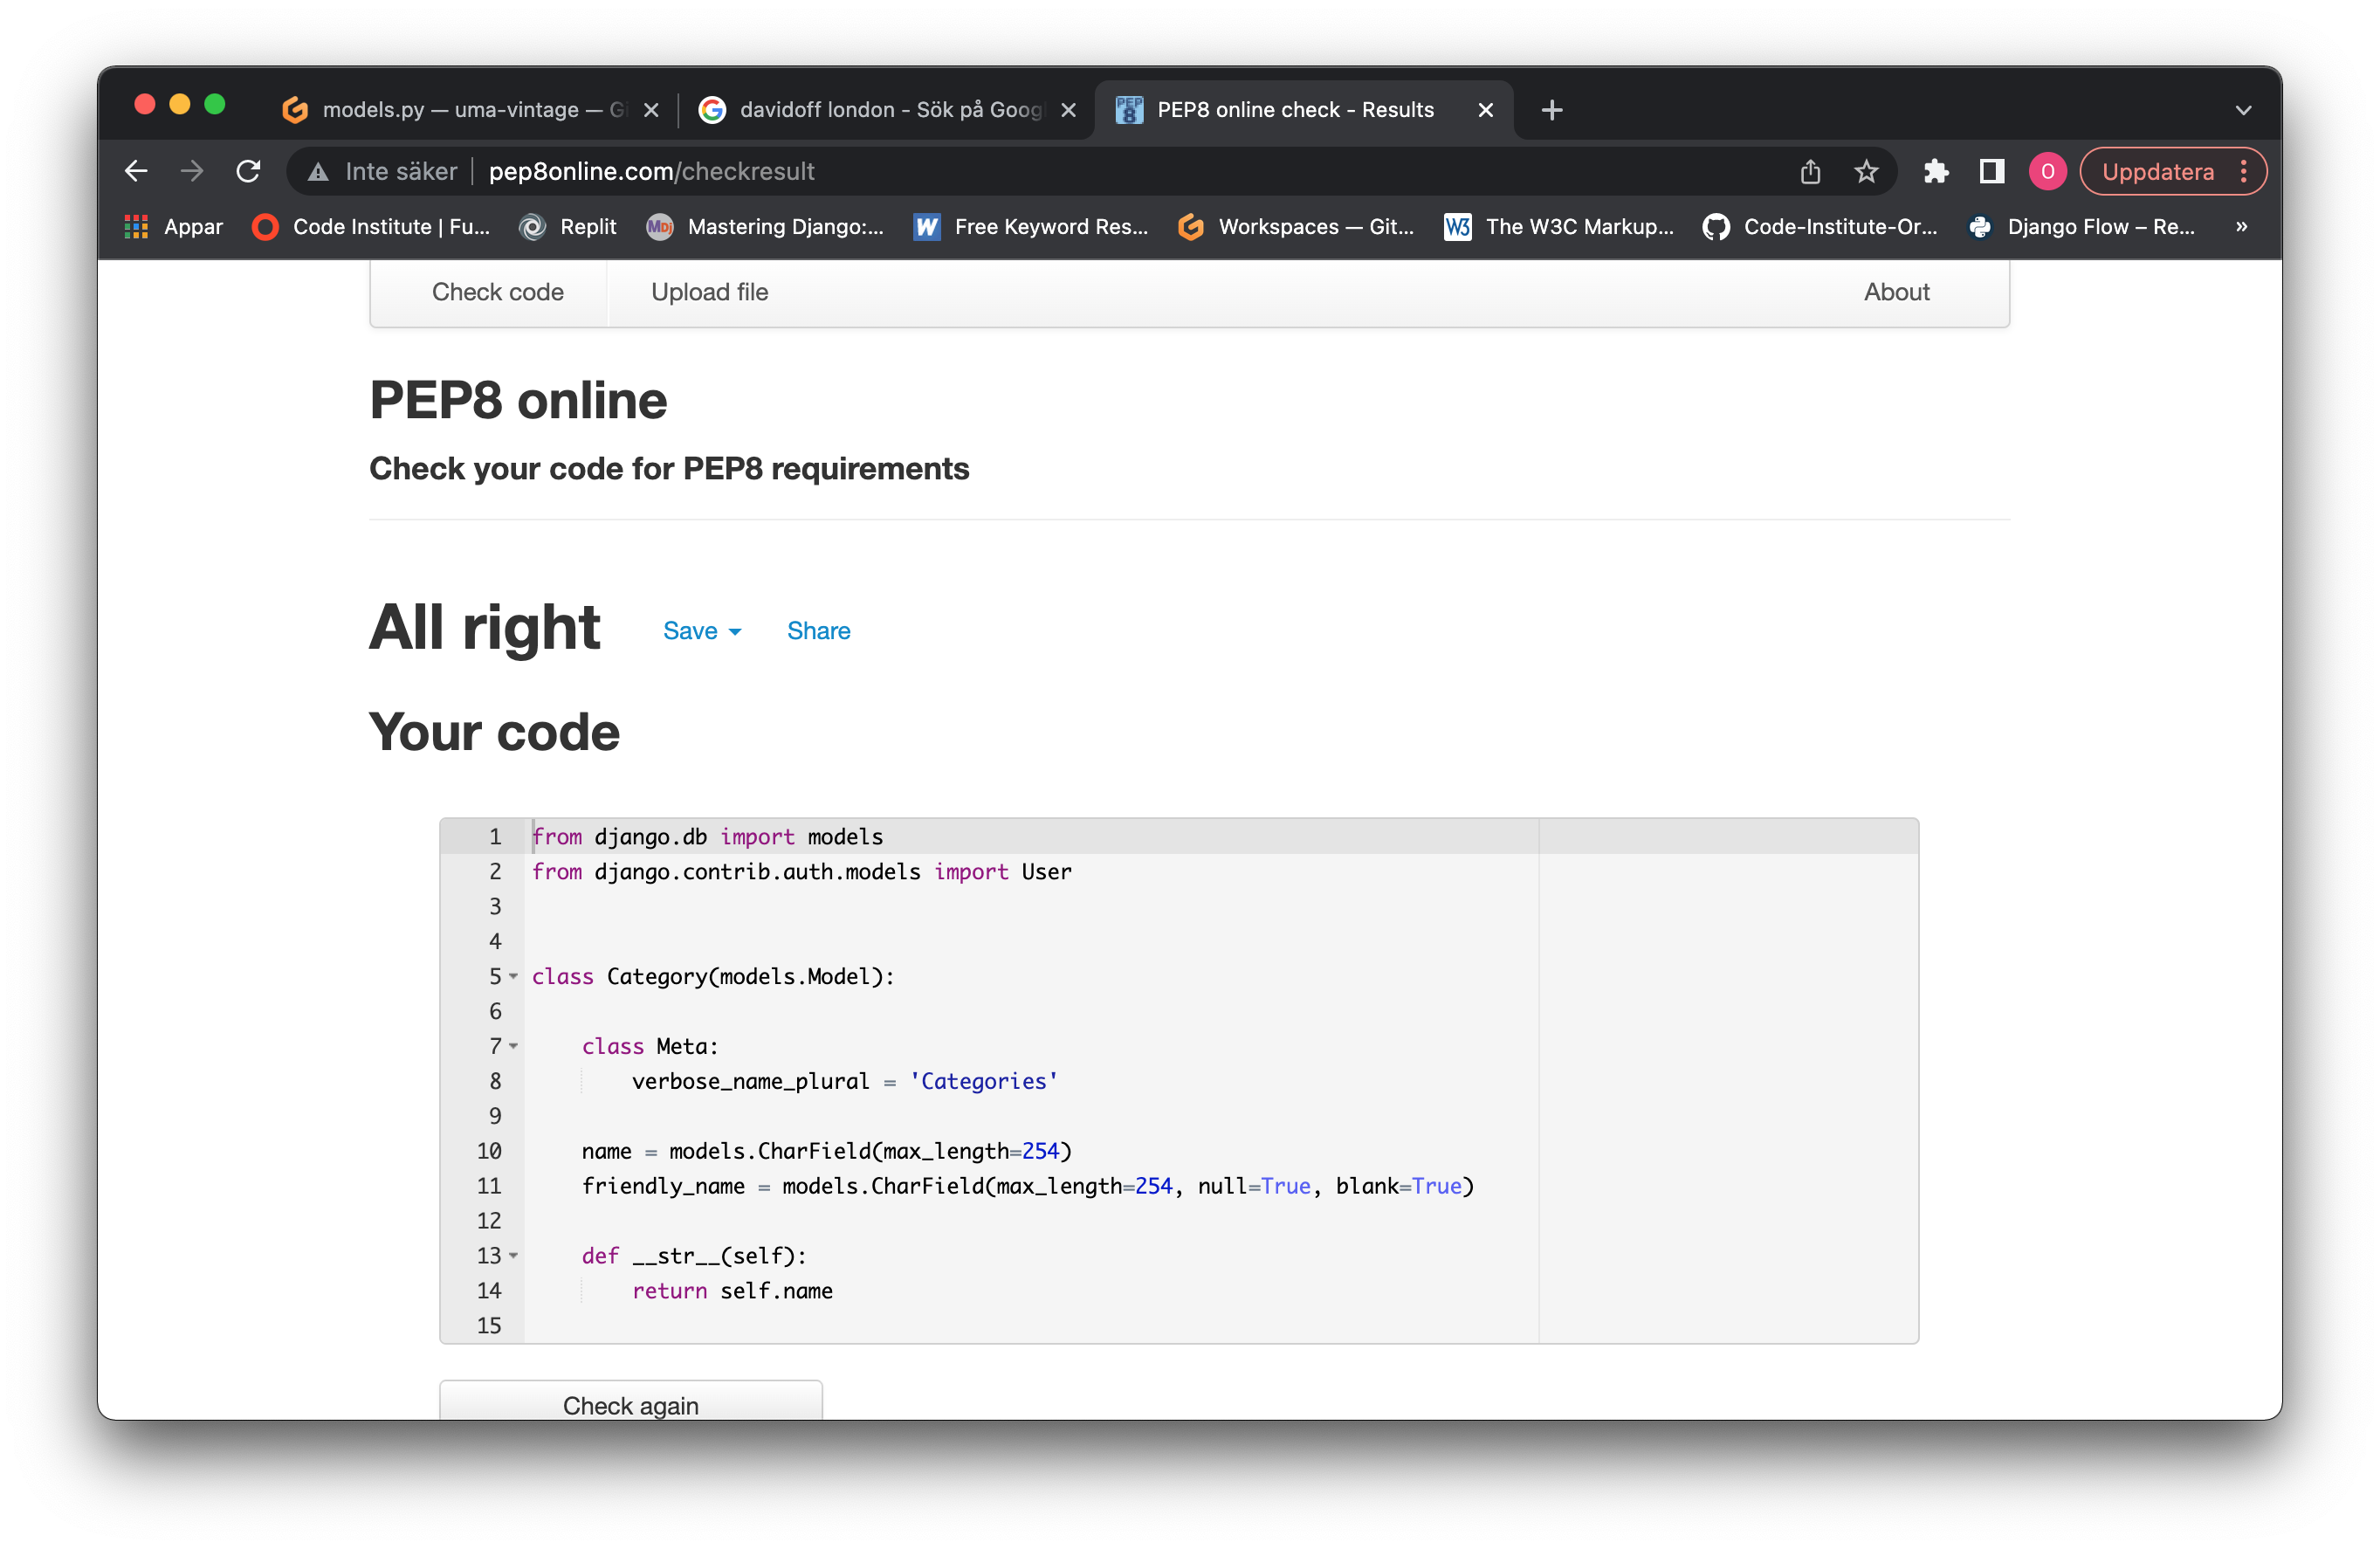 models.py — uma-vintage — Gi
davidoff london - Sök på Goog
PEP8 online check - Results
Inte säker
pep8online.com/checkresult
O
Uppdatera
Appar
Code Institute | Fu...
Replit
Mastering Django:...
Free Keyword Res...
Workspaces — Git...
The W3C Markup...
Code-Institute-Or...
Django Flow – Re...
»
Check code
Upload file
About
PEP8 online
Check your code for PEP8 requirements
All right
Save
Share
Your code
1 from django.db import models
2 from django.contrib.auth.models import User
3
4
5 class Category(models.Model):
6
7     class Meta:
8         verbose_name_plural = 'Categories'
9
10     name = models.CharField(max_length=254)
11     friendly_name = models.CharField(max_length=254, null=True, blank=True)
12
13     def __str__(self):
14         return self.name
15
Check again